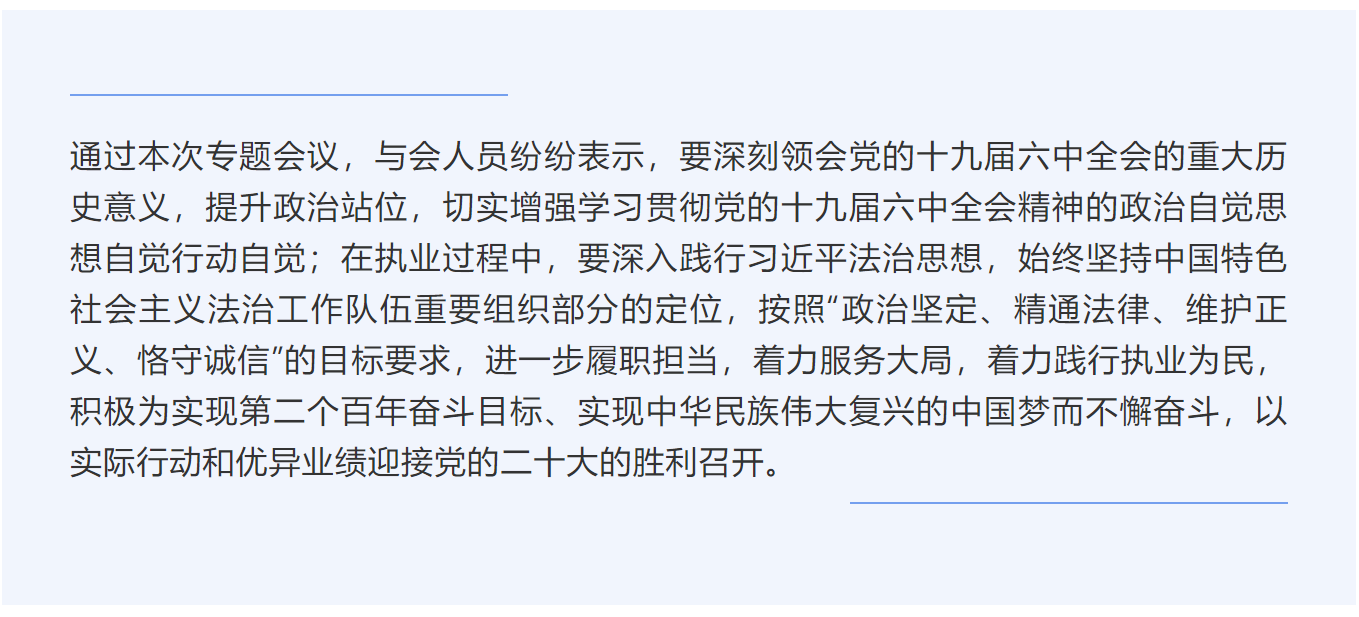 通过本次专题会议，与会人员纷纷表示，要深刻领会党的十九届六中全会的重大历
史意义，提升政治站位，切实增强学习贯彻党的十九届六中全会精神的政治自觉思
想自觉行动自觉；在执业过程中，要深入践行习近平法治思想，始终坚持中国特色
社会主义法治工作队伍重要组织部分的定位，按照“政治坚定、精通法律、维护正
义、恪守诚信”的目标要求，进一步履职担当，着力服务大局，着力践行执业为民，
积极为实现第二个百年奋斗目标、实现中华民族伟大复兴的中国梦而不懈奋斗，以
实际行动和优异业绩迎接党的二十大的胜利召开。